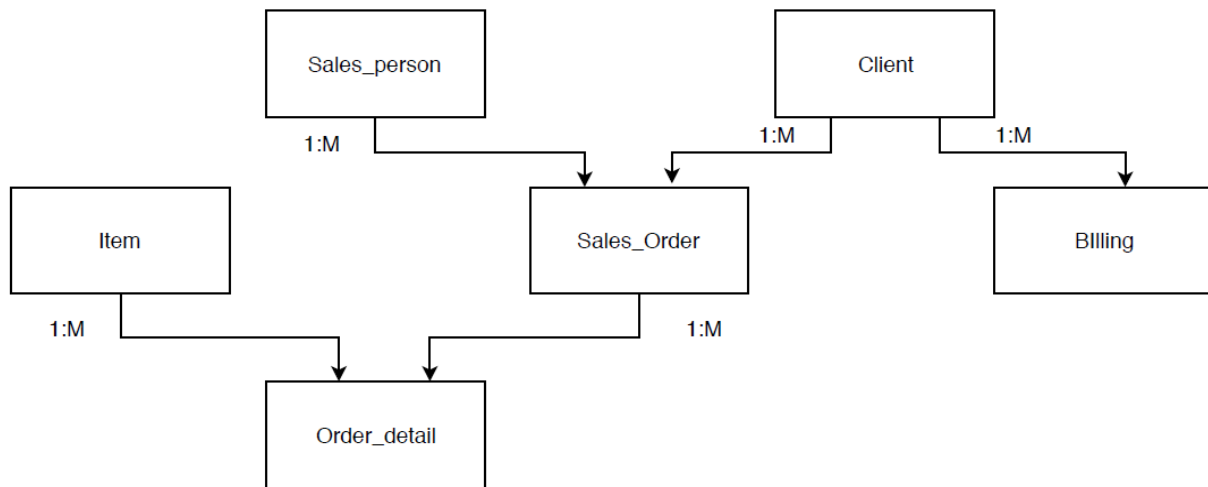 Sales_person
Client
1:M
1:M
1:M
Item
Sales_Order
BIlling
1:M
1:M
Order_detail